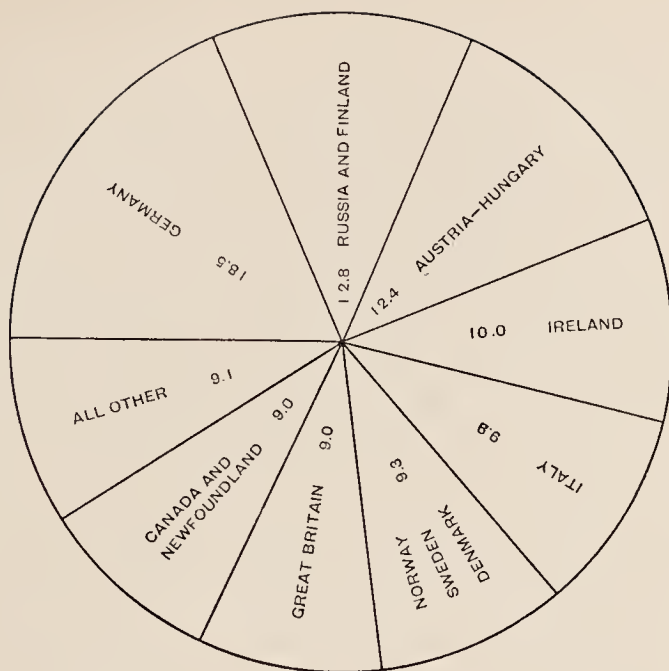 GERMANY
18.5
12.8 RUSSIA AND FINLAND
12.4 AUSTRIA-HUNGARY
10.0 IRELAND
9.8
ITALY
9.3
NORWAY
SWEDEN
DENMARK
9.0
GREAT BRITAIN
9.0
CANADA AND
NEWFOUNDLAND
ALL OTHER 9.1